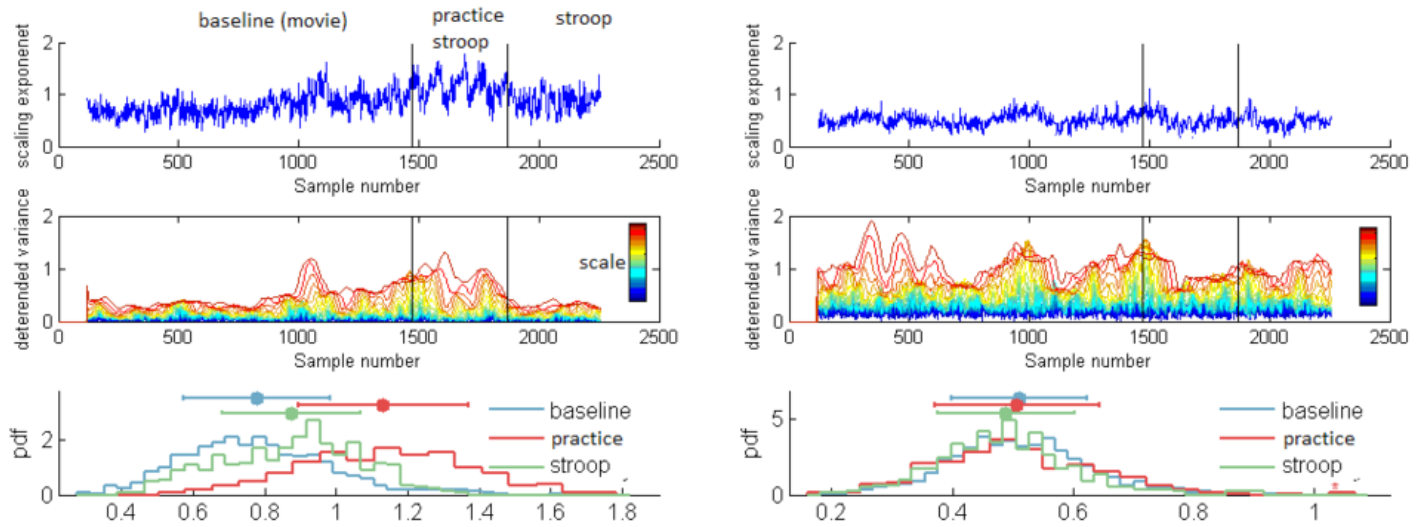 baseline (movie)
practice
stroop
stroop
scaling exponenet
2
1
0
0 500 1000 1500 2000 2500
Sample number
scaling exponenet
2
1
0
0 500 1000 1500 2000 2500
Sample number
deterended variance
2
1
0
scale
0 500 1000 1500 2000 2500
Sample number
deterended variance
2
1
0
0 500 1000 1500 2000 2500
Sample number
pdf
2
0
baseline
practice
stroop
0.4 0.6 0.8 1 1.2 1.4 1.6 1.8
pdf
5
0
baseline
practice
stroop
0.2 0.4 0.6 0.8 1